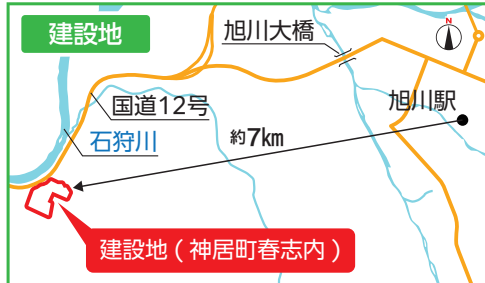 建設地
旭川大橋
N
国道12号
旭川駅
石狩川
約7km
建設地(神居町春志内)